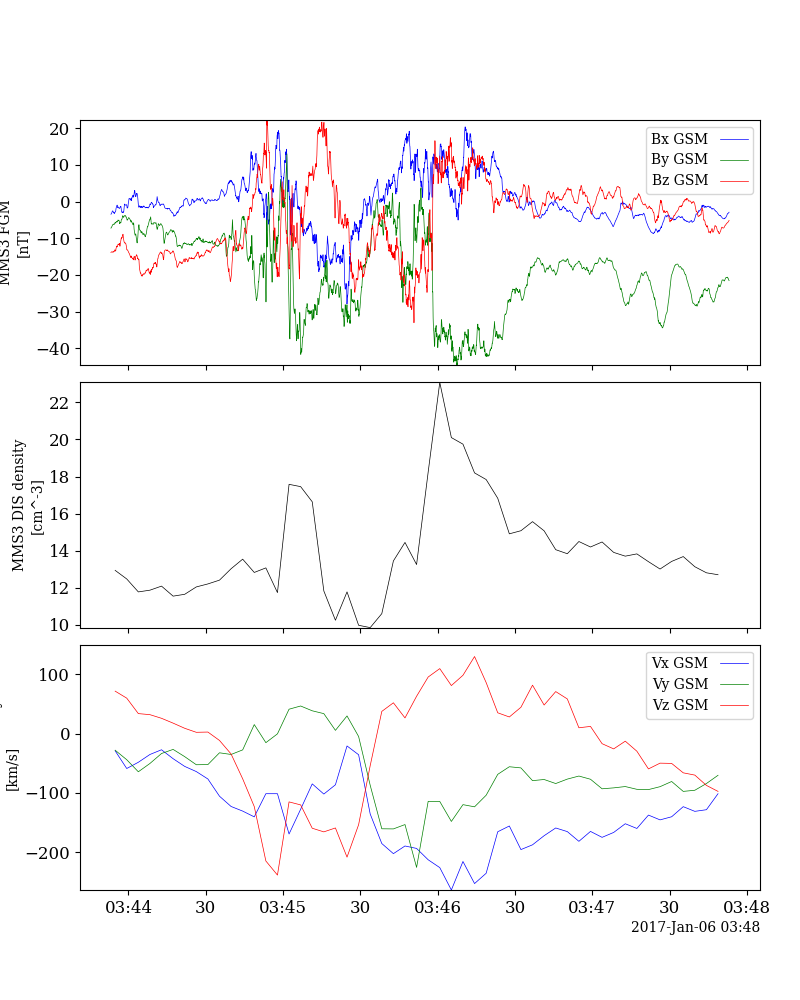 20
10
0
−10
−20
−30
−40
MMS3 FGM
[nT]
Bx GSM
By GSM
Bz GSM
22
20
18
16
14
12
10
MMS3 DIS density
[cm^-3]
100
0
−100
−200
[km/s]
Vx GSM
Vy GSM
Vz GSM
03:44 30 03:45 30 03:46 30 03:47 30 03:48
2017-Jan-06 03:48